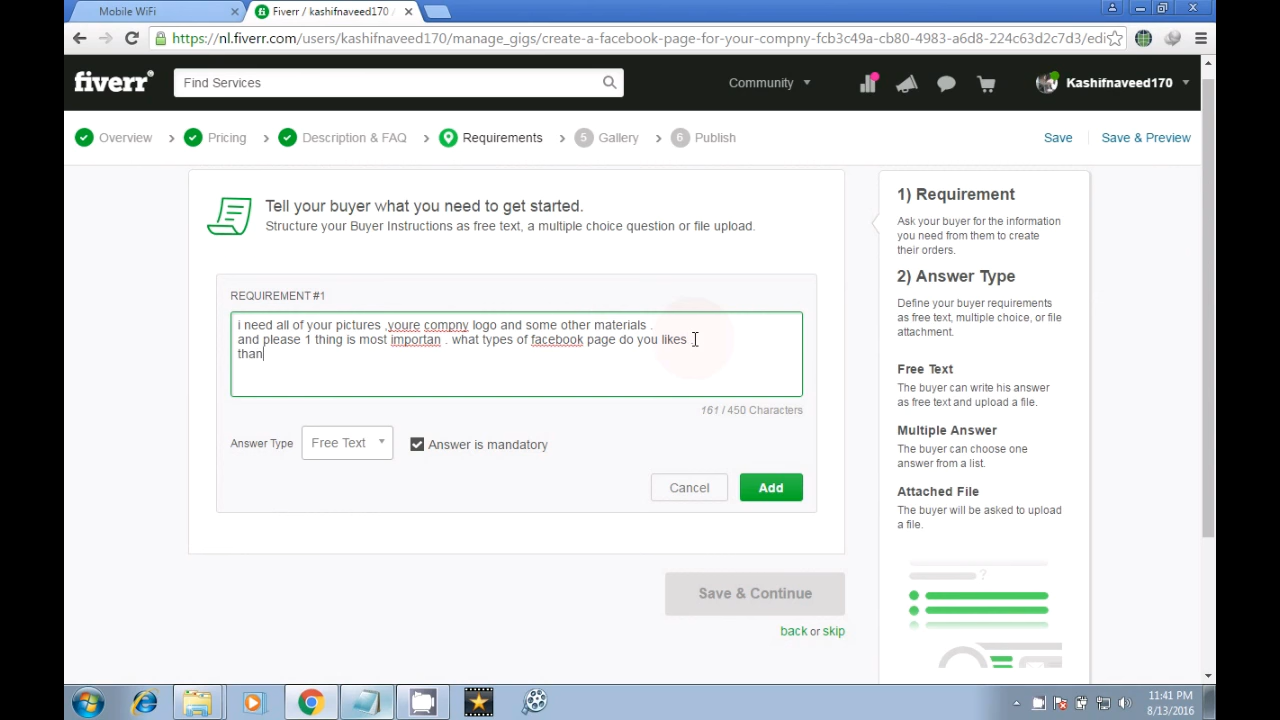 Mobile WiFi
Fiverr / kashifnaveed170
https://nl.fiverr.com/users/kashifnaveed170/manage_gigs/create-a-facebook-page-for-your-compny-fcb3c49a-cb80-4983-a6d8-224c63d2c7d3/edi
fiverr
Find Services
Community
Kashifnaveed170
Overview
Pricing
Description & FAQ
Requirements
5 Gallery
6 Publish
Save
Save & Preview
Tell your buyer what you need to get started.
Structure your Buyer Instructions as free text, a multiple choice question or file upload.
REQUIREMENT #1
i need all of your pictures ,youre compny logo and some other materials .
and please 1 thing is most importan . what types of facebook page do you likes
than
161 / 450 Characters
Answer Type
Free Text
Answer is mandatory
Cancel
Add
Save & Continue
back or skip
1) Requirement
Ask your buyer for the information
you need from them to create
their orders.
2) Answer Type
Define your buyer requirements
as free text, multiple choice, or file
attachment.
Free Text
The buyer can write his answer
as free text and upload a file.
Multiple Answer
The buyer can choose one
answer from a list.
Attached File
The buyer will be asked to upload
a file.
?
11:41 PM
8/13/2016